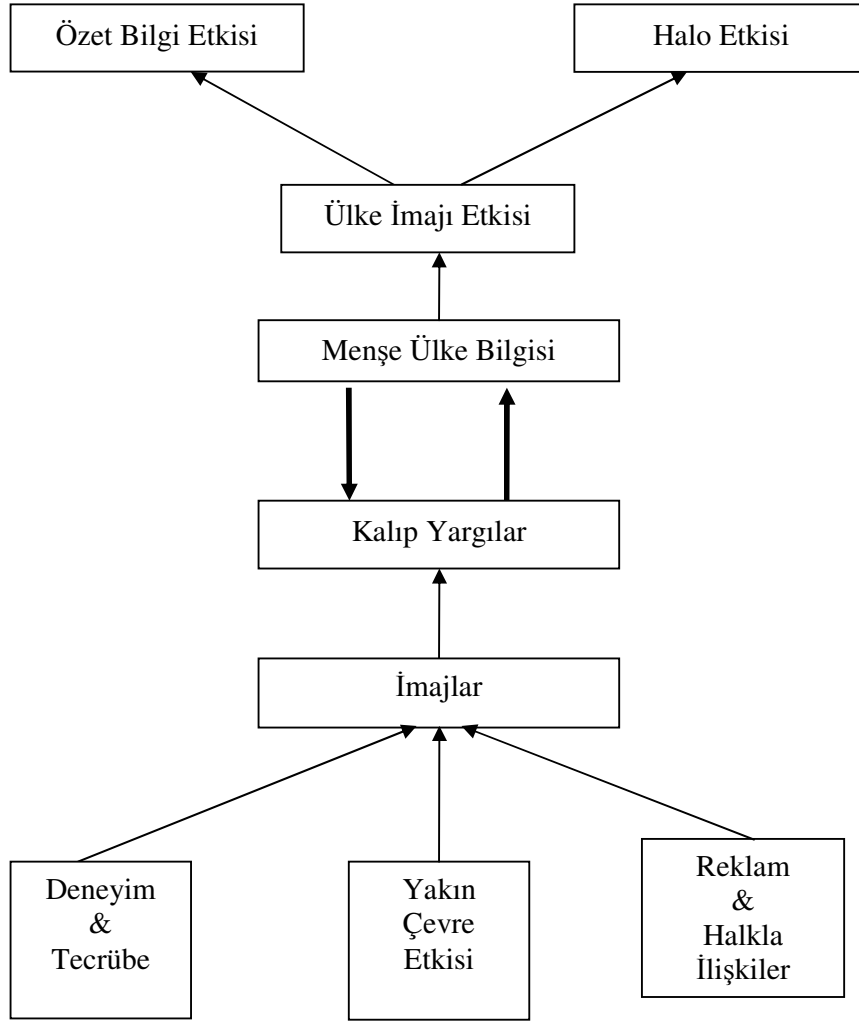 Özet Bilgi Etkisi
Halo Etkisi
Ülke İmajı Etkisi
Menşe Ülke Bilgisi
Kalıp Yargılar
İmajlar
Deneyim
&
Tecrübe
Yakın
Çevre
Etkisi
Reklam
&
Halkla
İlişkiler